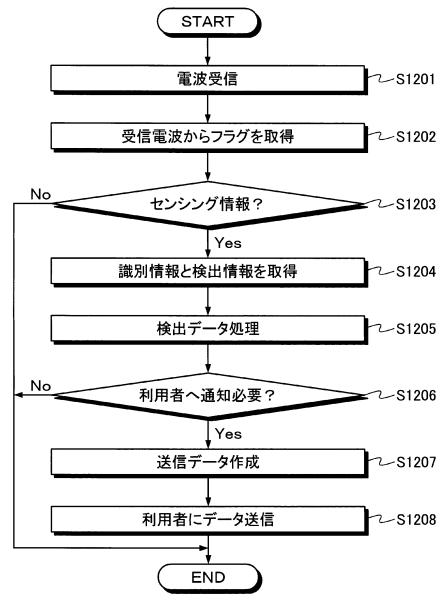 START
電波受信
S1201
受信電波からフラグを取得
S1202
センシング情報？
S1203
No
Yes
識別情報と検出情報を取得
S1204
検出データ処理
S1205
利用者へ通知必要？
S1206
No
Yes
送信データ作成
S1207
利用者にデータ送信
S1208
END